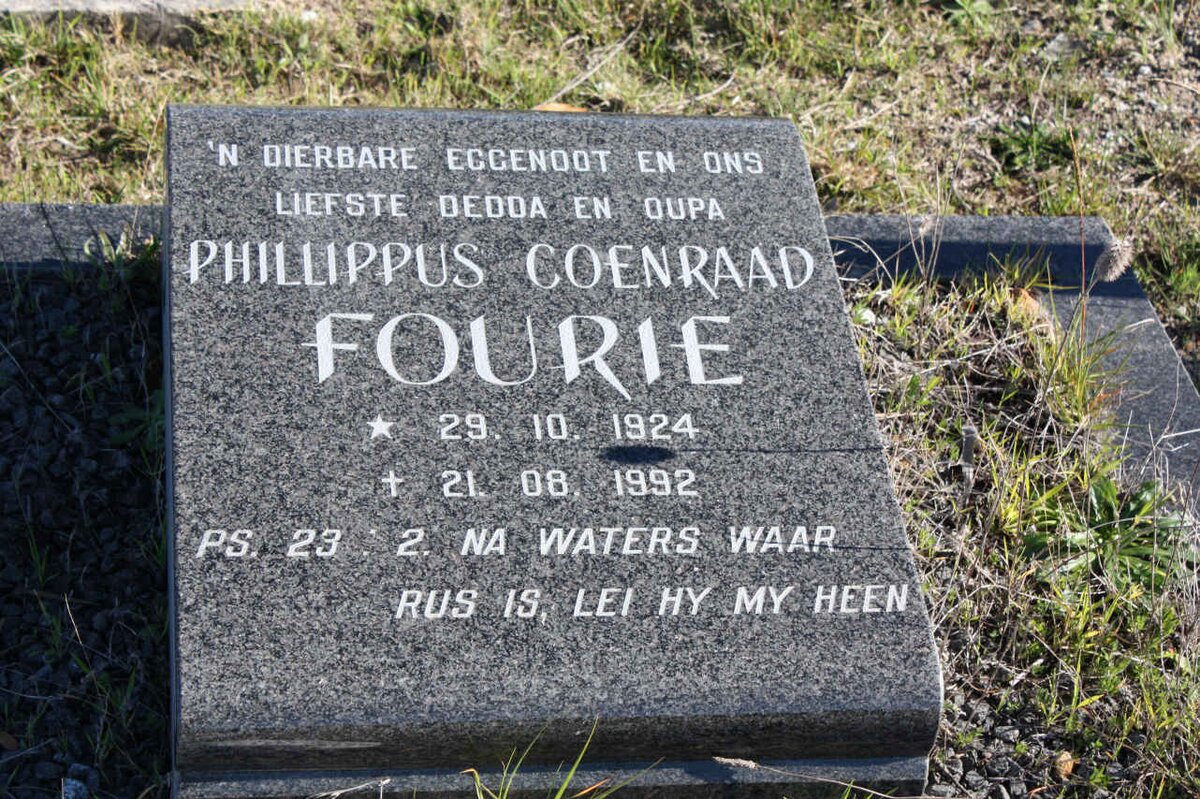 'N DIERBARE EGGENOOT EN ONS
LIEFSTE DEDDA EN OUPA
PHILLIPPUS COENRAAD
FOURIE
★ 29. 10. 1924
✝ 21. 08. 1992
PS. 23 : 2. NA WATERS WAAR
RUS IS, LEI HY MY HEEN